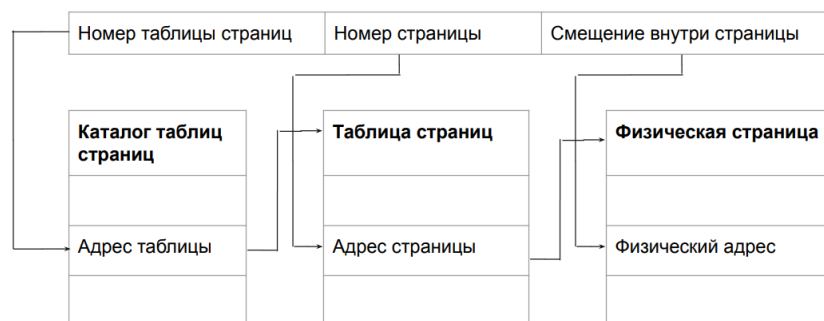 Номер таблицы страниц
Номер страницы
Смещение внутри страницы
Каталог таблиц
страниц
Таблица страниц
Физическая страница
Адрес таблицы
Адрес страницы
Физический адрес